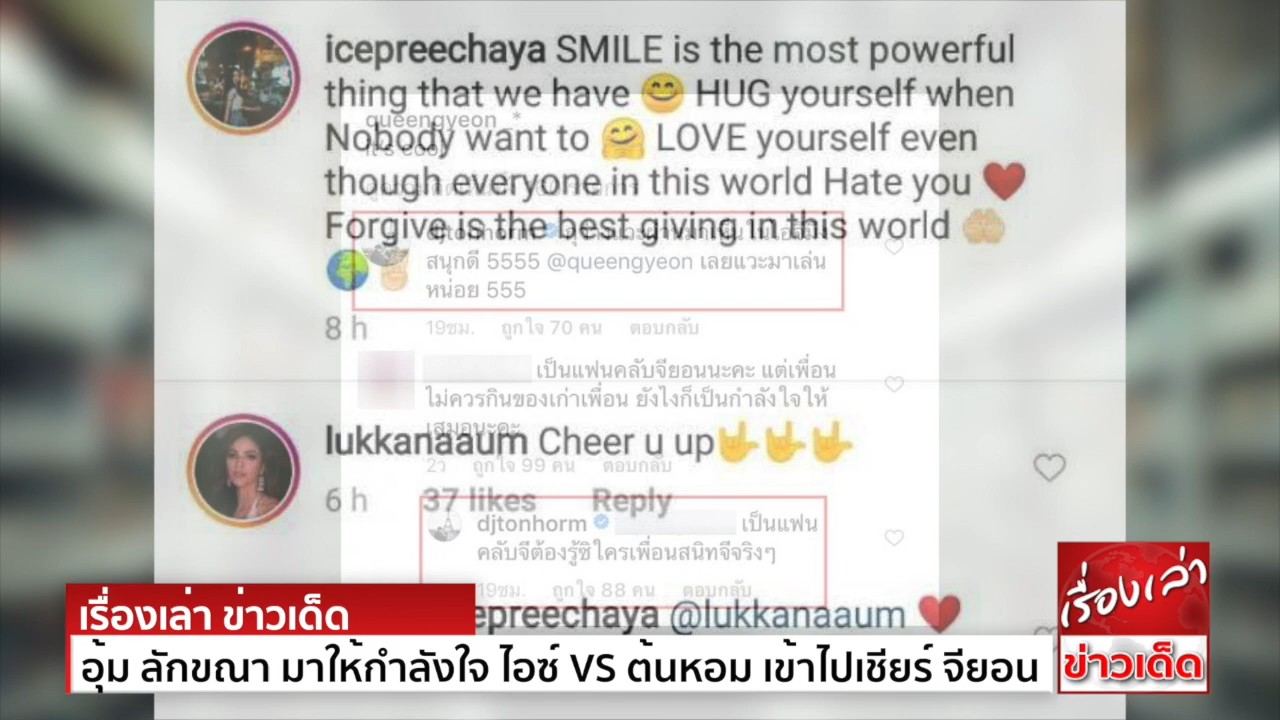 icepreechaya SMILE is the most powerful
thing that we have 😊 HUG yourself when
Nobody want to 🤗 LOVE yourself even
though everyone in this world Hate you ❤️
Forgive is the best giving in this world 🤲🏼
🌍
8 h
lukkanaaum Cheer u up🤟🤟🤟
6 h 37 likes Reply
epreechaya @lukkanaaum ❤️
queengyeon _*
it's cool
djtonhorm
สนุกดี 5555 @queengyeon เลยแวะมาเล่น
หน่อย 555
19ชม. ถูกใจ 70 คน ตอบกลับ
เป็นแฟนคลับจียอนนะคะ แต่เพื่อน
ไม่ควรกินของเก่าเพื่อน ยังไงก็เป็นกำลังใจให้
เสมอนะคะ
2ว ถูกใจ 99 คน ตอบกลับ
djtonhorm เป็นแฟน
คลับจีต้องรู้ซิใครเพื่อนสนิทจีจริงๆ
19ชม. ถูกใจ 88 คน ตอบกลับ
เรื่องเล่า ข่าวเด็ด
อุ้ม ลักขณา มาให้กำลังใจ ไอซ์ VS ต้นหอม เข้าไปเชียร์ จียอน
เรื่องเล่า
ข่าวเด็ด